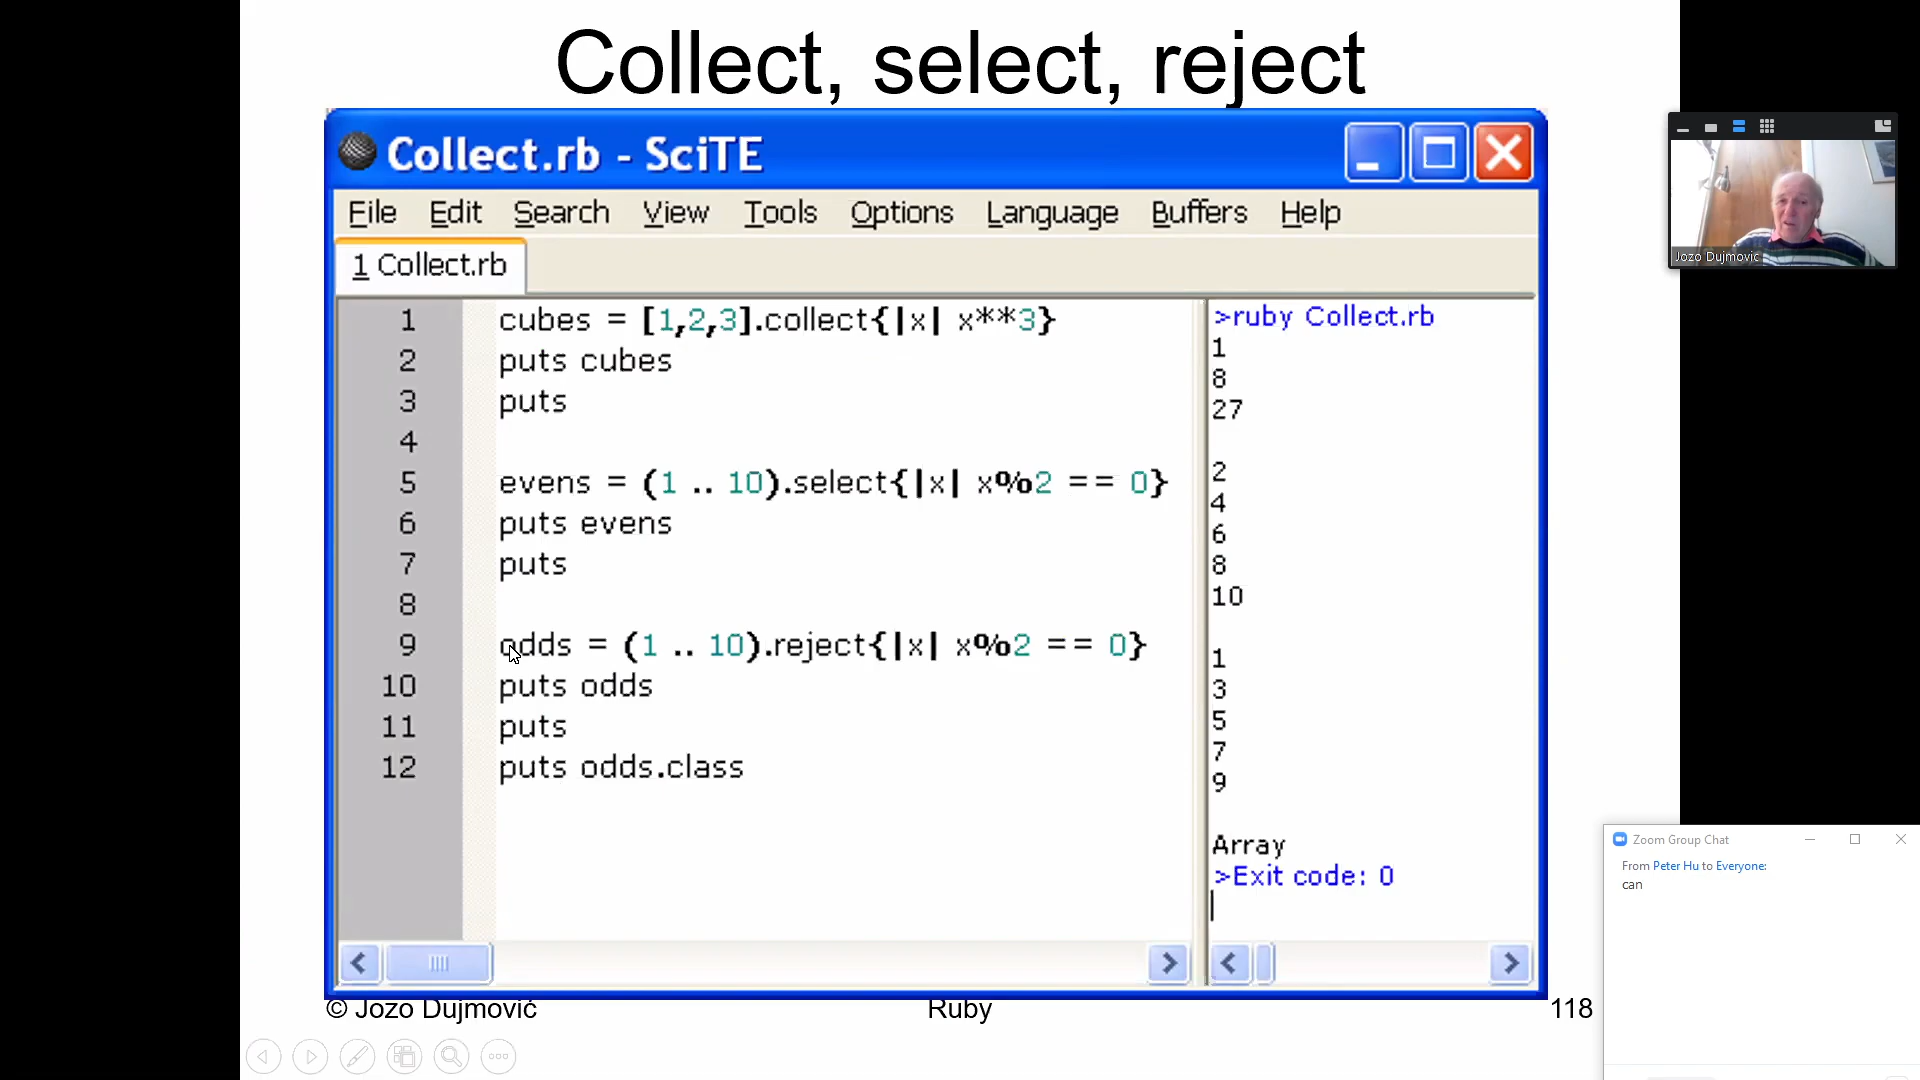 Collect, select, reject
Collect.rb - SciTE
File Edit Search View Tools Options Language Buffers Help
1 Collect.rb
1 cubes = [1,2,3].collect{|x| x**3}
2 puts cubes
3 puts
4
5 evens = (1 .. 10).select{|x| x%2 == 0}
6 puts evens
7 puts
8
9 odds = (1 .. 10).reject{|x| x%2 == 0}
10 puts odds
11 puts
12 puts odds.class
>ruby Collect.rb
1
8
27
2
4
6
8
10
1
3
5
7
9
Array
>Exit code: 0
© Jozo Dujmović
Ruby
118
Jozo Dujmovic
Zoom Group Chat
From Peter Hu to Everyone:
can